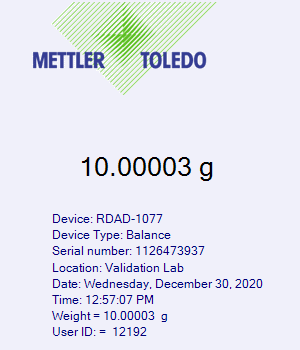 METTLER TOLEDO
10.00003 g
Device: RDAD-1077
Device Type: Balance
Serial number: 1126473937
Location: Validation Lab
Date: Wednesday, December 30, 2020
Time: 12:57:07 PM
Weight = 10.00003 g
User ID: = 12192